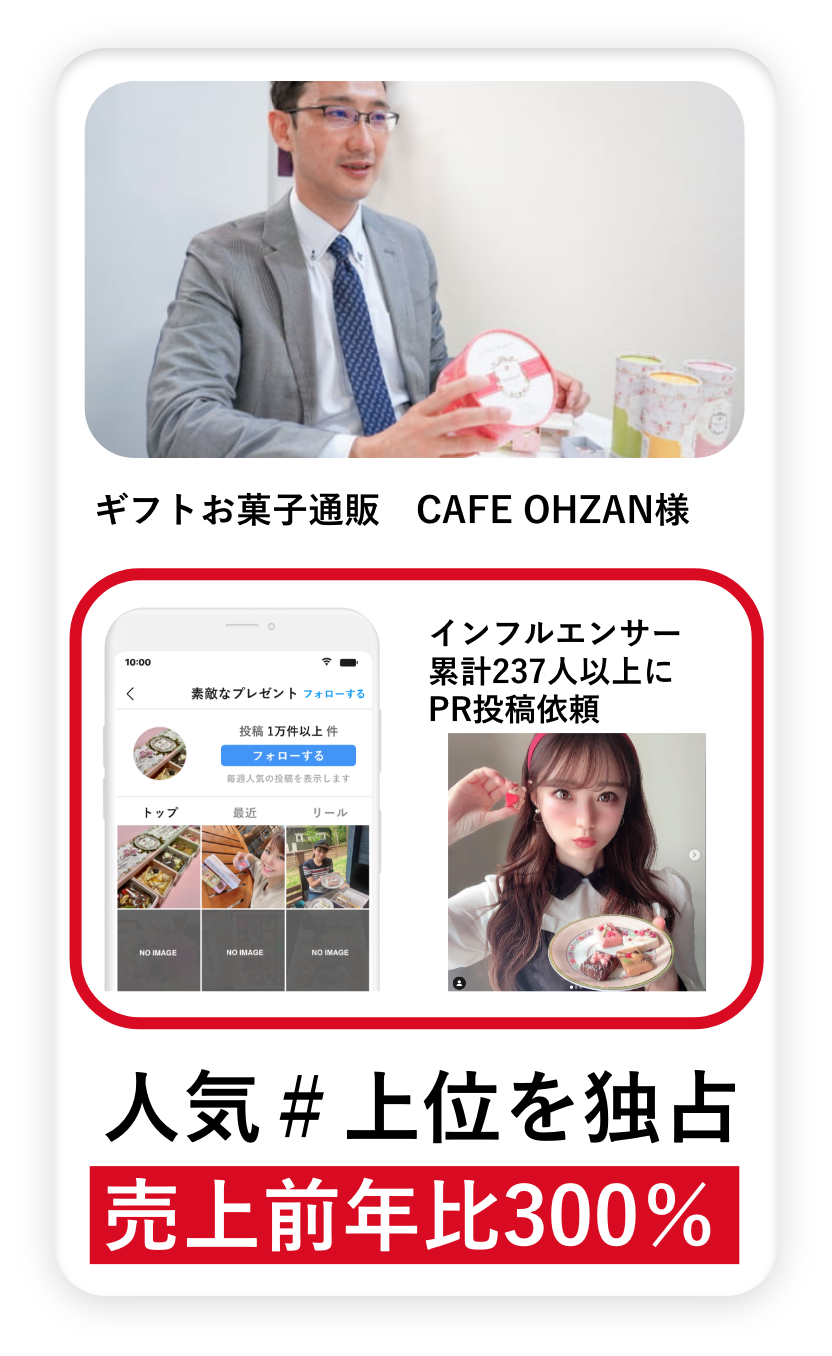 ギフトお菓子通販　CAFE OHZAN様
インフルエンサー
累計237人以上に
PR投稿依頼
10:00
素敵なプレゼント フォローする
投稿 1万件以上 件
フォローする
毎週人気の投稿を表示します
トップ 最近 リール
NO IMAGE NO IMAGE NO IMAGE
人気＃上位を独占
売上前年比300%